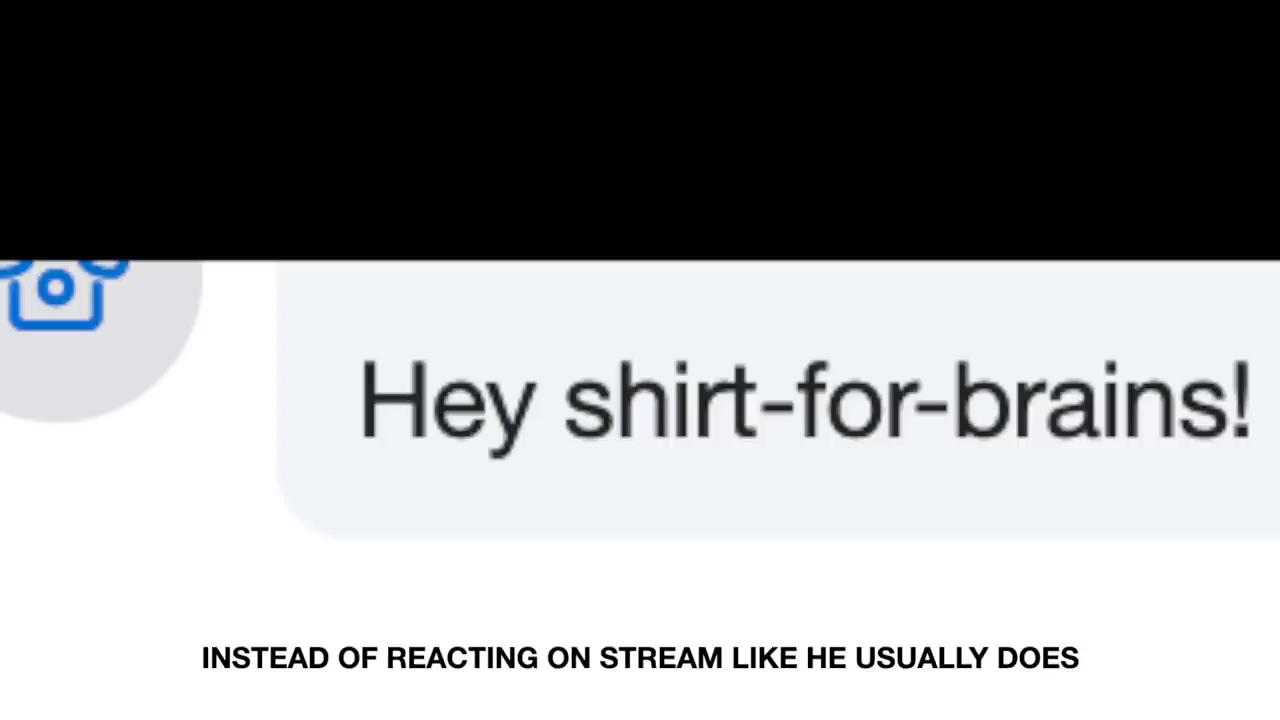 Hey shirt-for-brains!
INSTEAD OF REACTING ON STREAM LIKE HE USUALLY DOES